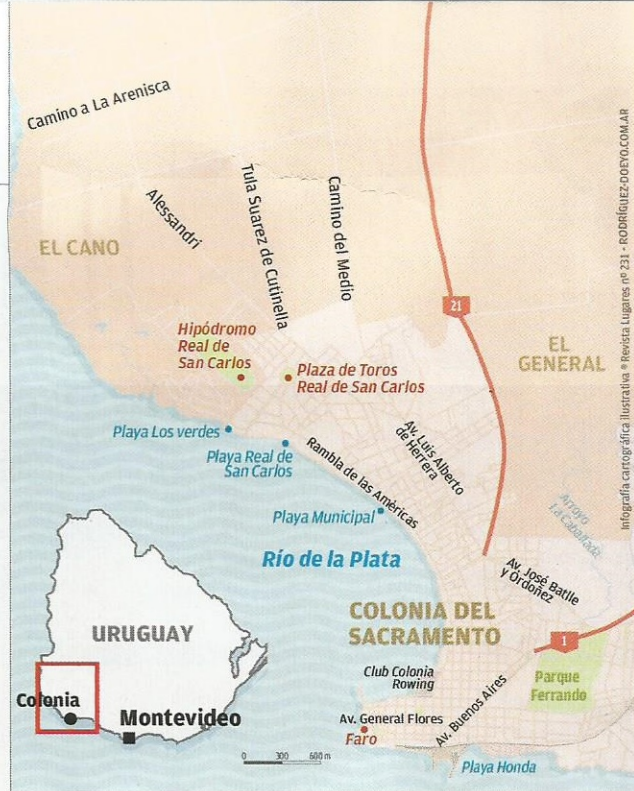 Camino a La Arenisca
Alessandri
Tula Suarez de Cutinella
Camino del Medio
EL CANO
21
Hipódromo
Real de
San Carlos
Plaza de Toros
Real de San Carlos
EL
GENERAL
Infografía cartográfica ilustrativa ® Revista Lugares nº 231 - RODRÍGUEZ-DOEYO.COM.AR
Playa Los verdes
Playa Real de
San Carlos
Av. Luis Alberto
de Herrera
Rambla de las Américas
Playa Municipal
Arroyo
La Caballada
Río de la Plata
Av. José Batlle
y Ordoñez
COLONIA DEL
SACRAMENTO
1
URUGUAY
Club Colonia
Rowing
Parque
Ferrando
Colonia
Montevideo
Av. General Flores
Faro
Av. Buenos Aires
0 300 600 m
Playa Honda